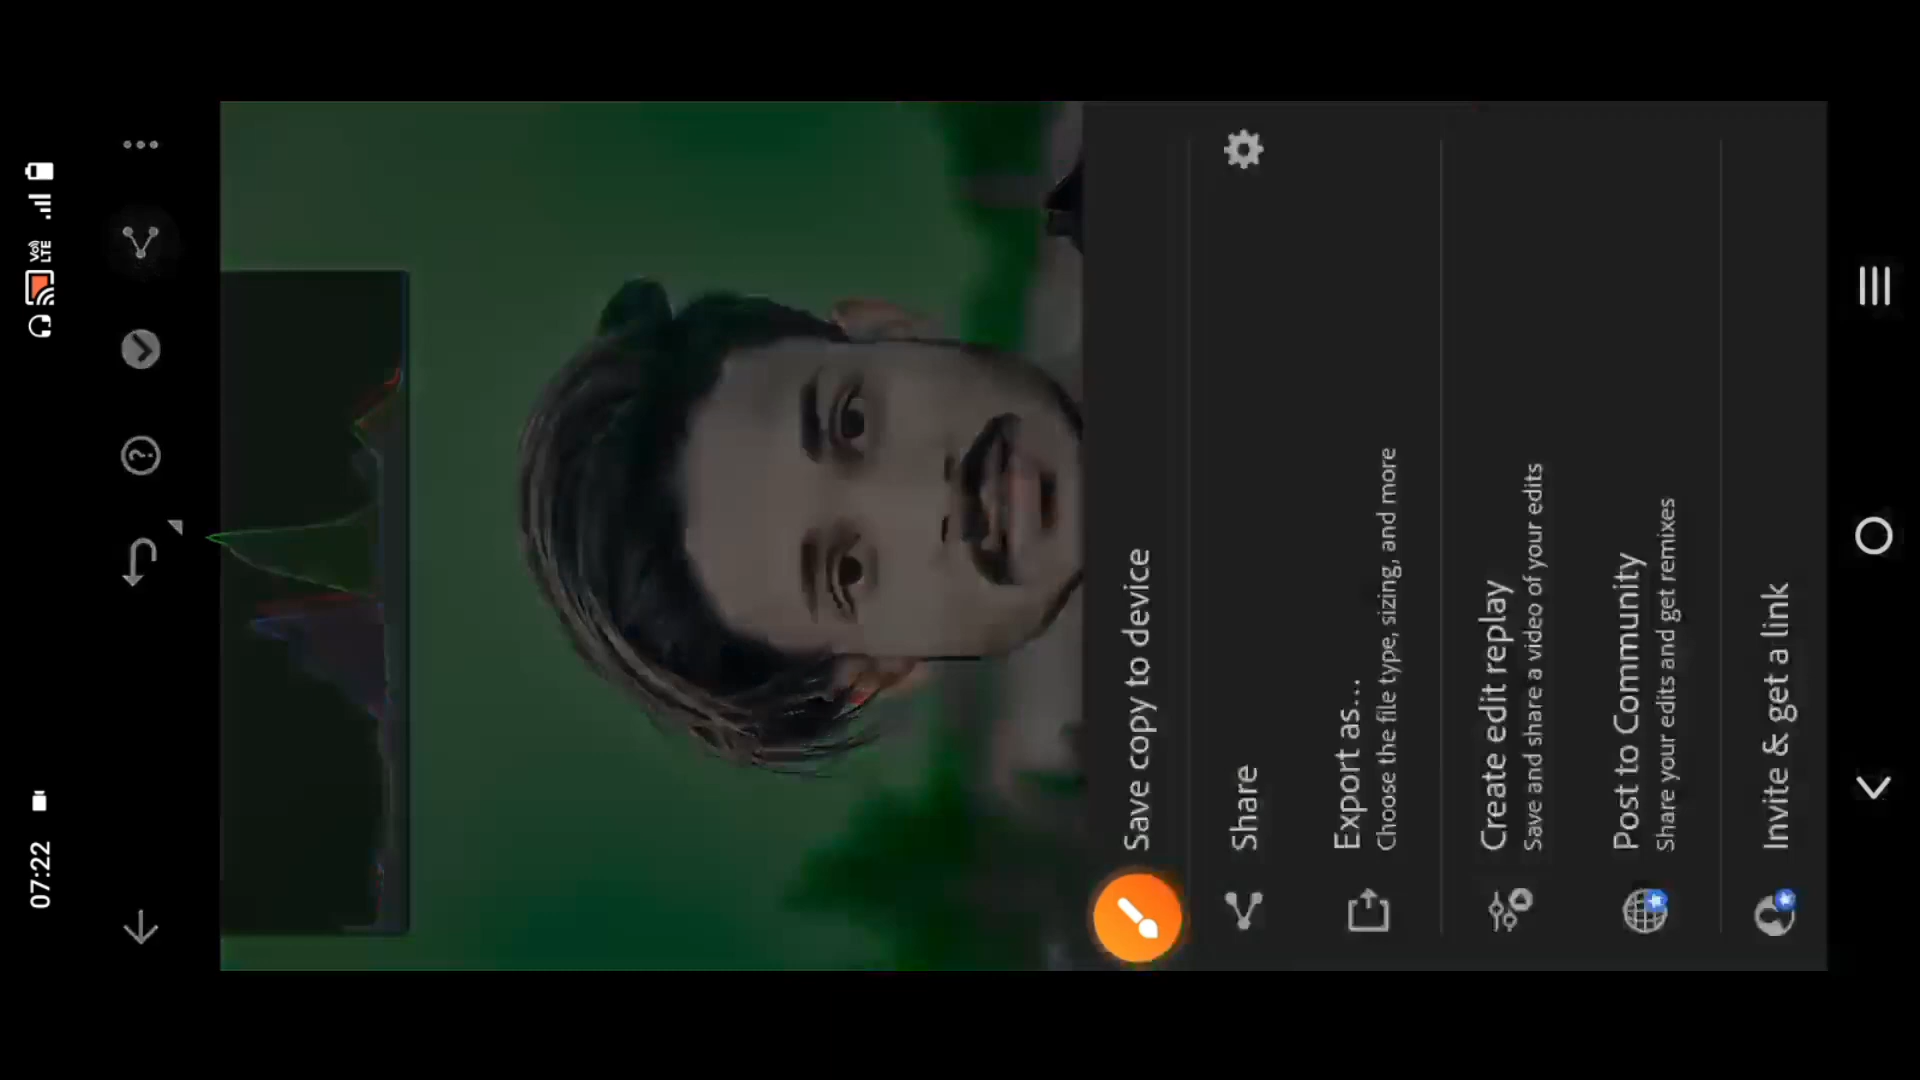 07:22
Vo)) LTE
Save copy to device
Share
Export as...
Choose the file type, sizing, and more
Create edit replay
Save and share a video of your edits
Post to Community
Share your edits and get remixes
Invite & get a link